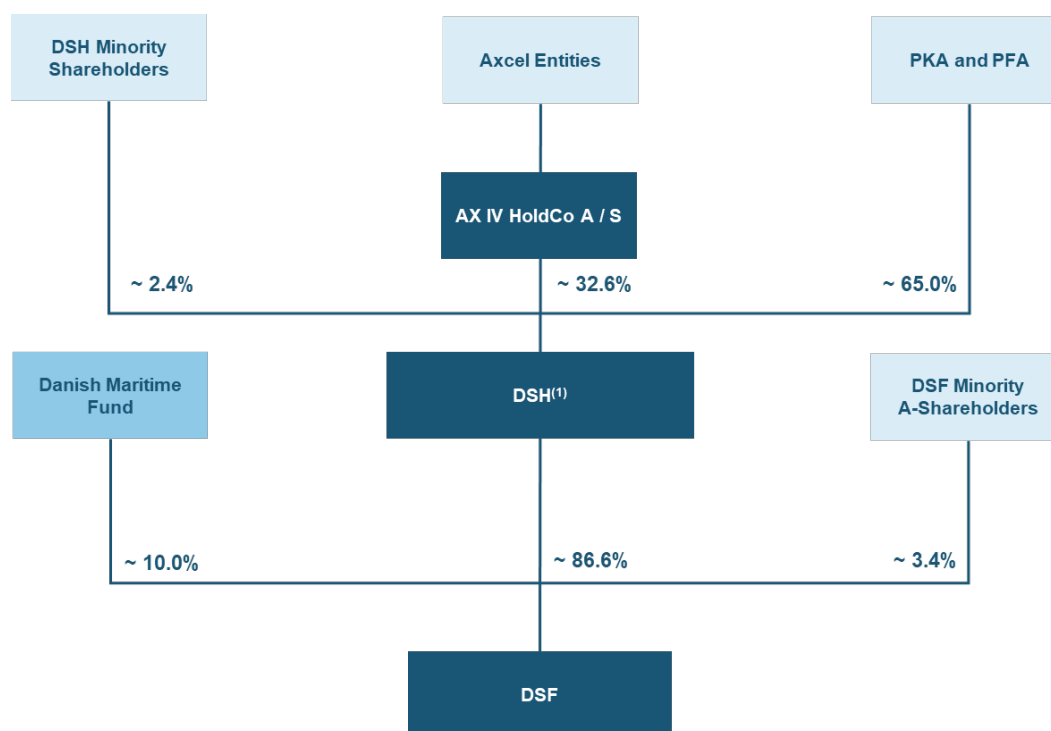 DSH Minority
Shareholders
Axcel Entities
PKA and PFA
AX IV HoldCo A / S
~ 2.4%
~ 32.6%
~ 65.0%
Danish Maritime
Fund
DSH(1)
DSF Minority
A-Shareholders
~ 10.0%
~ 86.6%
~ 3.4%
DSF